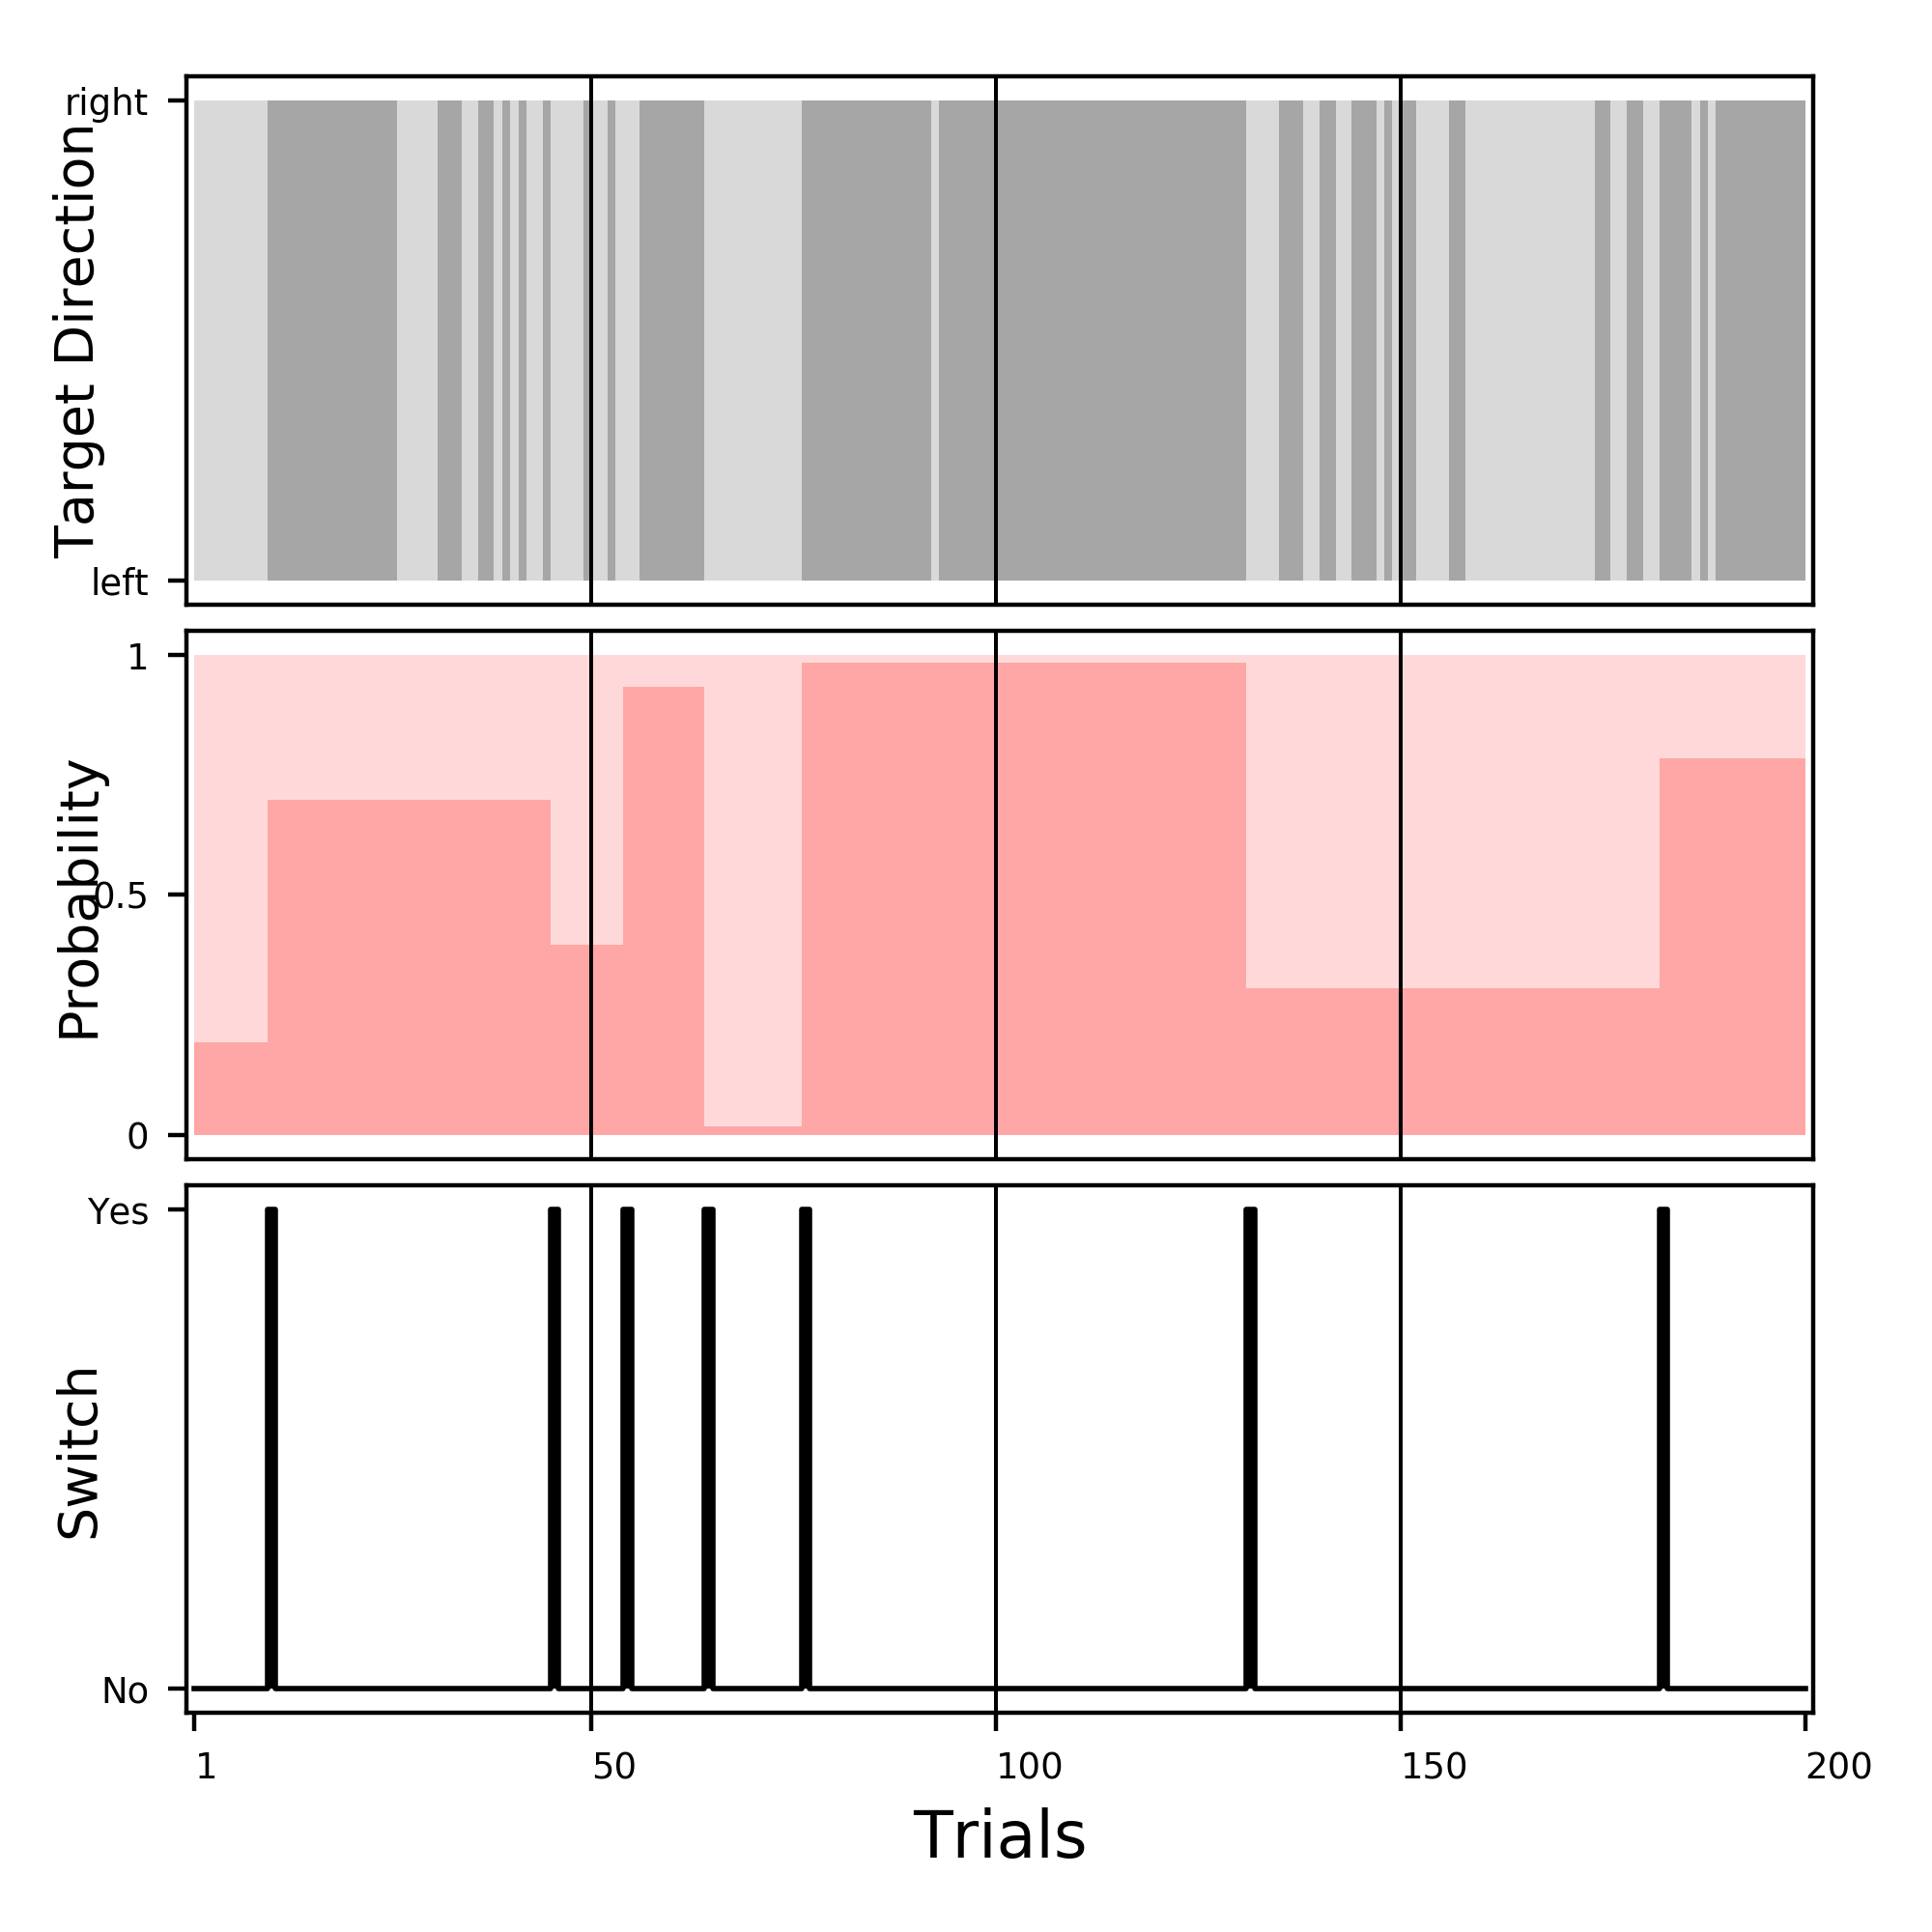 right
Target Direction
left
1
Probability
0.5
0
Yes
Switch
No
1 50 100 150 200
Trials